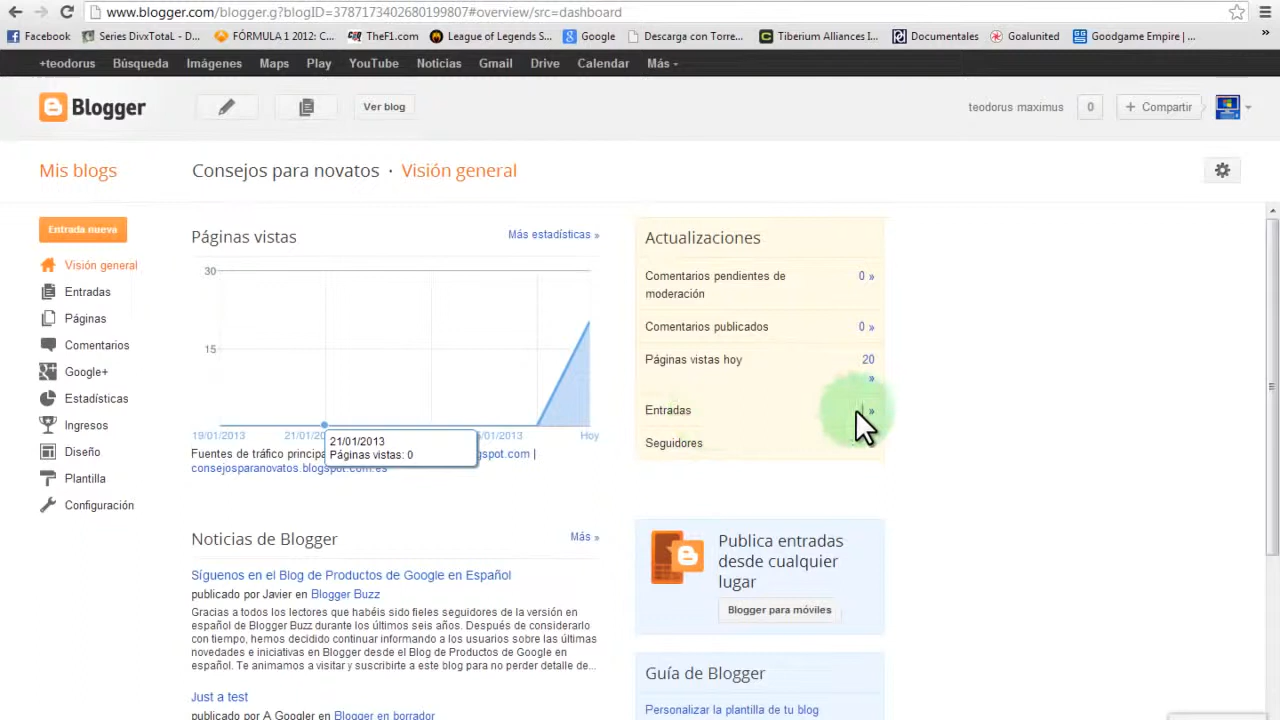 www.blogger.com/blogger.g?blogID=3787173402680199807#overview/src=dashboard
Facebook
Series DivxTotaL - D...
FÓRMULA 1 2012: C...
TheF1.com
League of Legends S...
Google
Descarga con Torre...
Tiberium Alliances I...
Documentales
Goalunited
Goodgame Empire | ...
»
+teodorus Búsqueda Imágenes Maps Play YouTube Noticias Gmail Drive Calendar Más
Blogger
Ver blog
teodorus maximus
0
+ Compartir
Mis blogs
Consejos para novatos · Visión general
Entrada nueva
Visión general
Entradas
Páginas
Comentarios
Google+
Estadísticas
Ingresos
Diseño
Plantilla
Configuración
Páginas vistas
Más estadísticas »
30
15
19/01/2013
Hoy
21/01/2013
Páginas vistas: 0
Fuentes de tráfico
consejosparanovatos.blogspot.com.es
Noticias de Blogger
Más »
Síguenos en el Blog de Productos de Google en Español
publicado por Javier en Blogger Buzz
Gracias a todos los lectores que habéis sido fieles seguidores de la versión en
español de Blogger Buzz durante los últimos seis años. Después de considerarlo
con tiempo, hemos decidido continuar informando a los usuarios sobre las últimas
novedades e iniciativas en Blogger desde el Blog de Productos de Google en
español. Te animamos a visitar y suscribirte a este blog para no perder detalle de...
Just a test
publicado por A Googler en Blogger en borrador
Actualizaciones
Comentarios pendientes de
moderación
0 »
Comentarios publicados
0 »
Páginas vistas hoy
20
»
Entradas
»
Seguidores
Publica entradas
desde cualquier
lugar
Blogger para móviles
Guía de Blogger
Personalizar la plantilla de tu blog